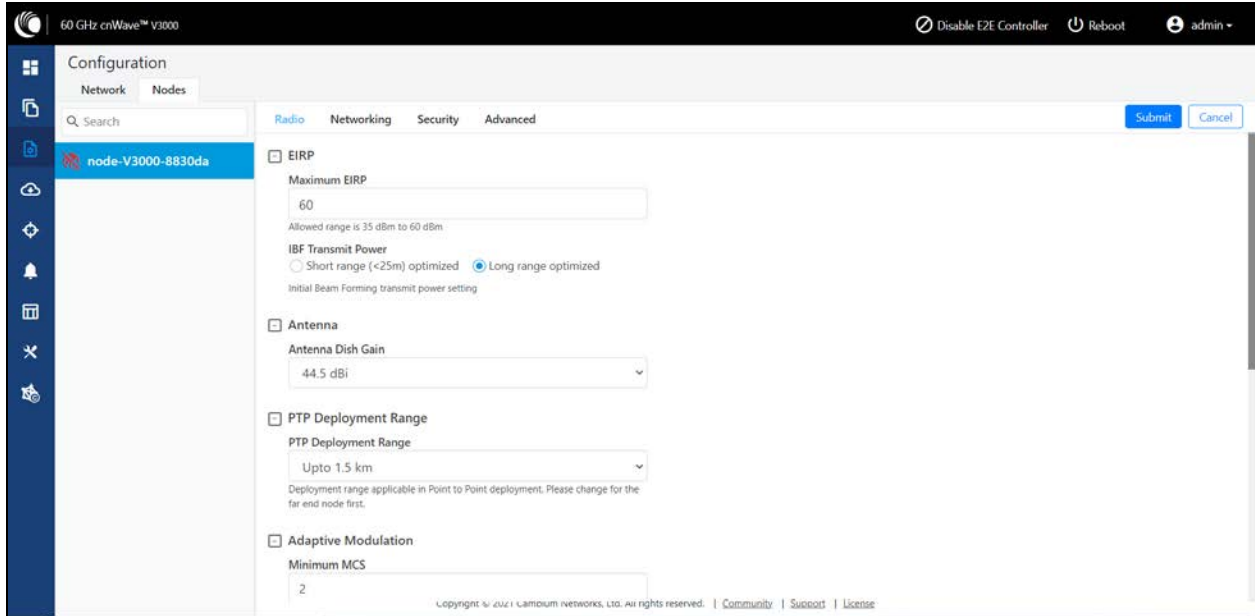 60 GHz cnWave™ V3000
Disable E2E Controller
Reboot
admin
Configuration
Network Nodes
Search
Radio Networking Security Advanced
Submit Cancel
node-V3000-8830da
EIRP
Maximum EIRP
60
Allowed range is 35 dBm to 60 dBm
IBF Transmit Power
Short range (<25m) optimized Long range optimized
Initial Beam Forming transmit power setting
Antenna
Antenna Dish Gain
44.5 dBi
PTP Deployment Range
PTP Deployment Range
Upto 1.5 km
Deployment range applicable in Point to Point deployment. Please change for the
far end node first.
Adaptive Modulation
Minimum MCS
2
Copyright © 2021 Cambium Networks, Ltd. All rights reserved. | Community | Support | License